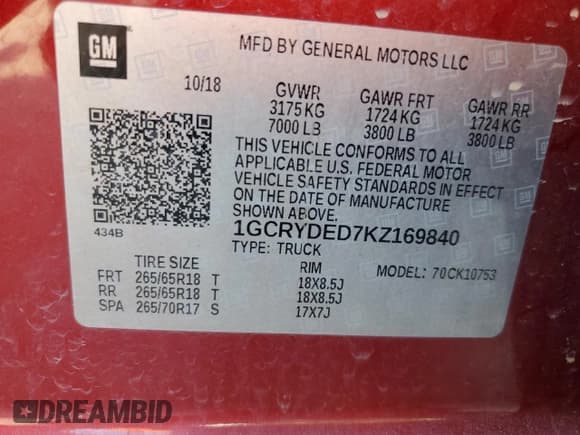 GM
MFD BY GENERAL MOTORS LLC
10/18
GVWR GAWR FRT GAWR RR
3175 KG 1724 KG 1724 KG
7000 LB 3800 LB 3800 LB
THIS VEHICLE CONFORMS TO ALL
APPLICABLE U.S. FEDERAL MOTOR
VEHICLE SAFETY STANDARDS IN EFFECT
ON THE DATE OF MANUFACTURE
SHOWN ABOVE.
434B
1GCRYDED7KZ169840
TYPE: TRUCK
MODEL: 70CK10753
TIRE SIZE RIM
FRT 265/65R18 T 18X8.5J
RR 265/65R18 T 18X8.5J
SPA 265/70R17 S 17X7J
DREAMBID